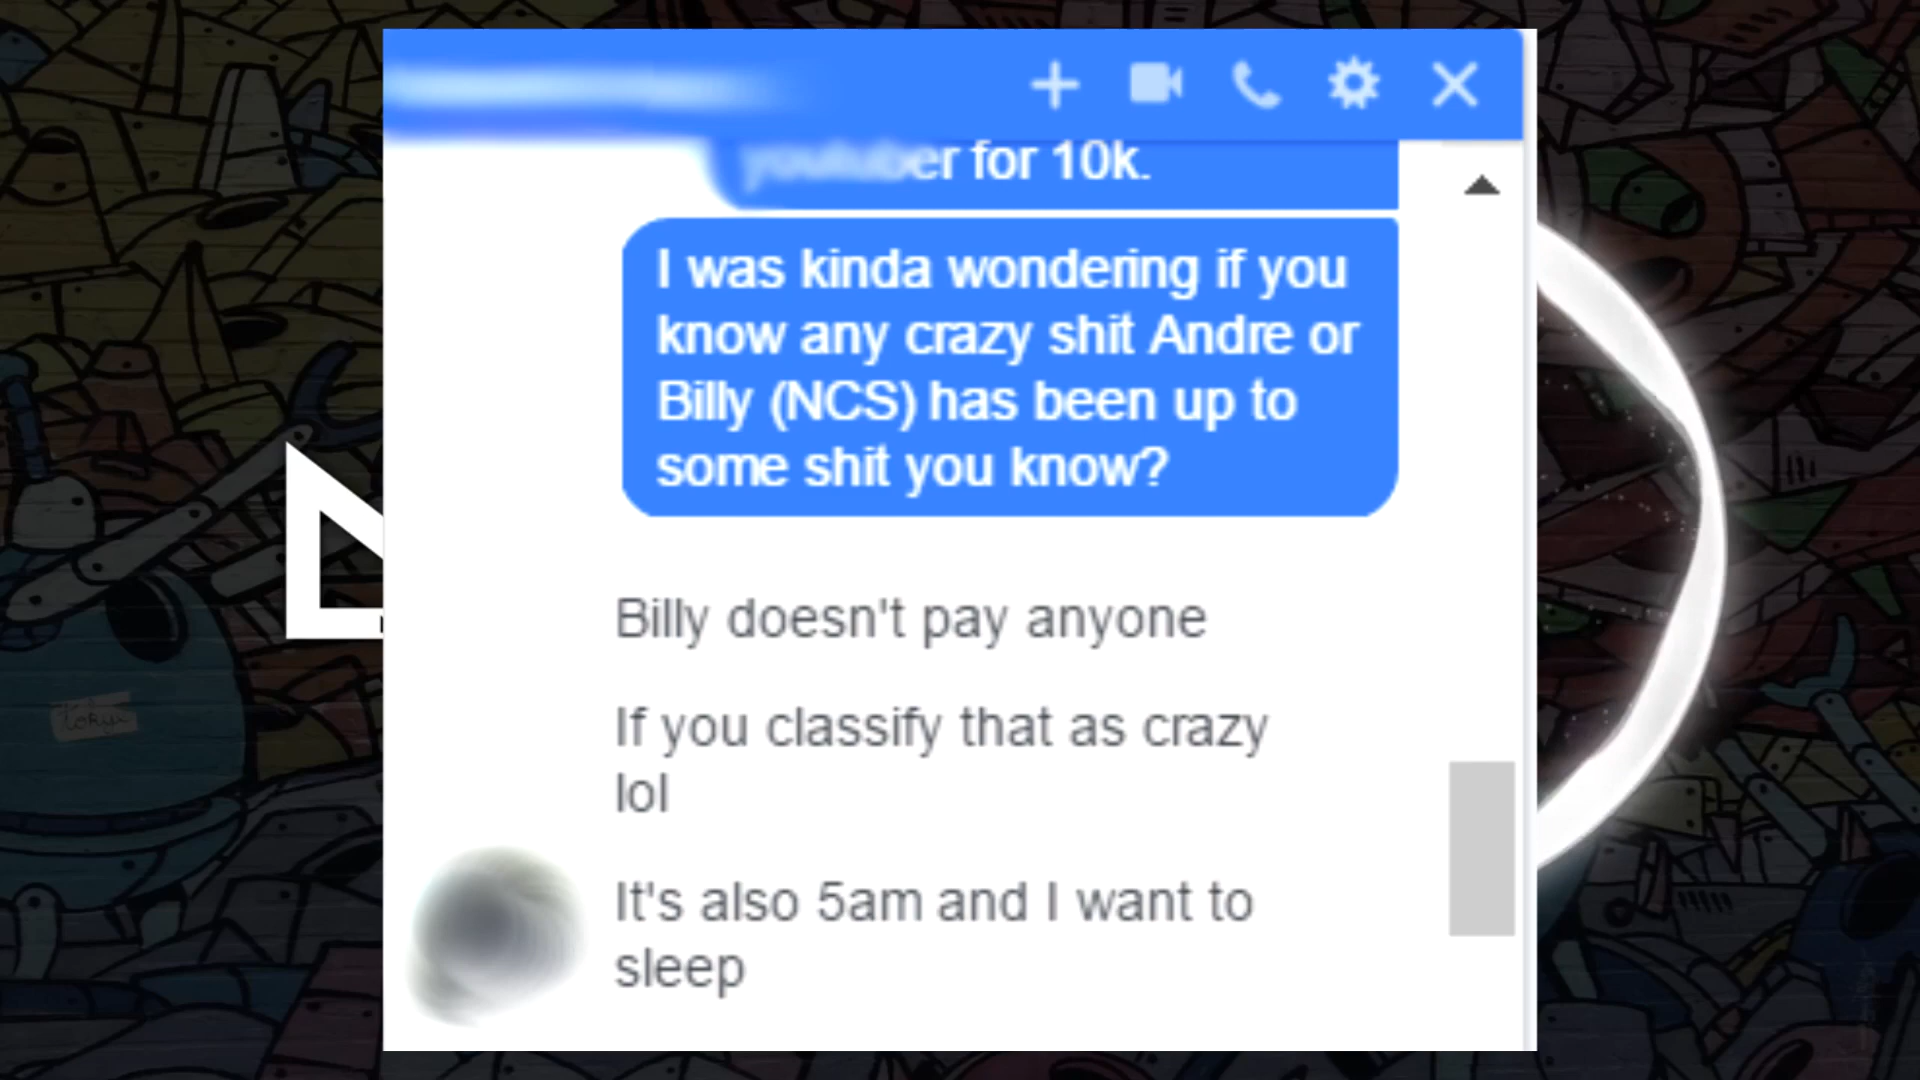 youtuber for 10k.
I was kinda wondering if you
know any crazy shit Andre or
Billy (NCS) has been up to
some shit you know?
Billy doesn't pay anyone
If you classify that as crazy
lol
It's also 5am and I want to
sleep
tokyo